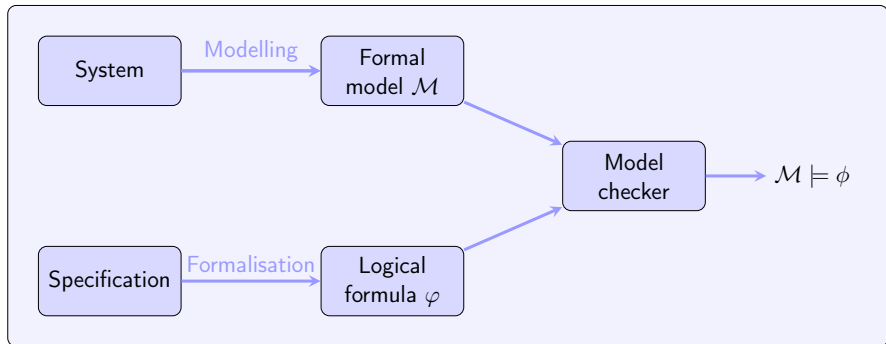 System
Modelling
Formal
model ℳ
Model
checker
ℳ ⊨ ϕ
Specification
Formalisation
Logical
formula φ